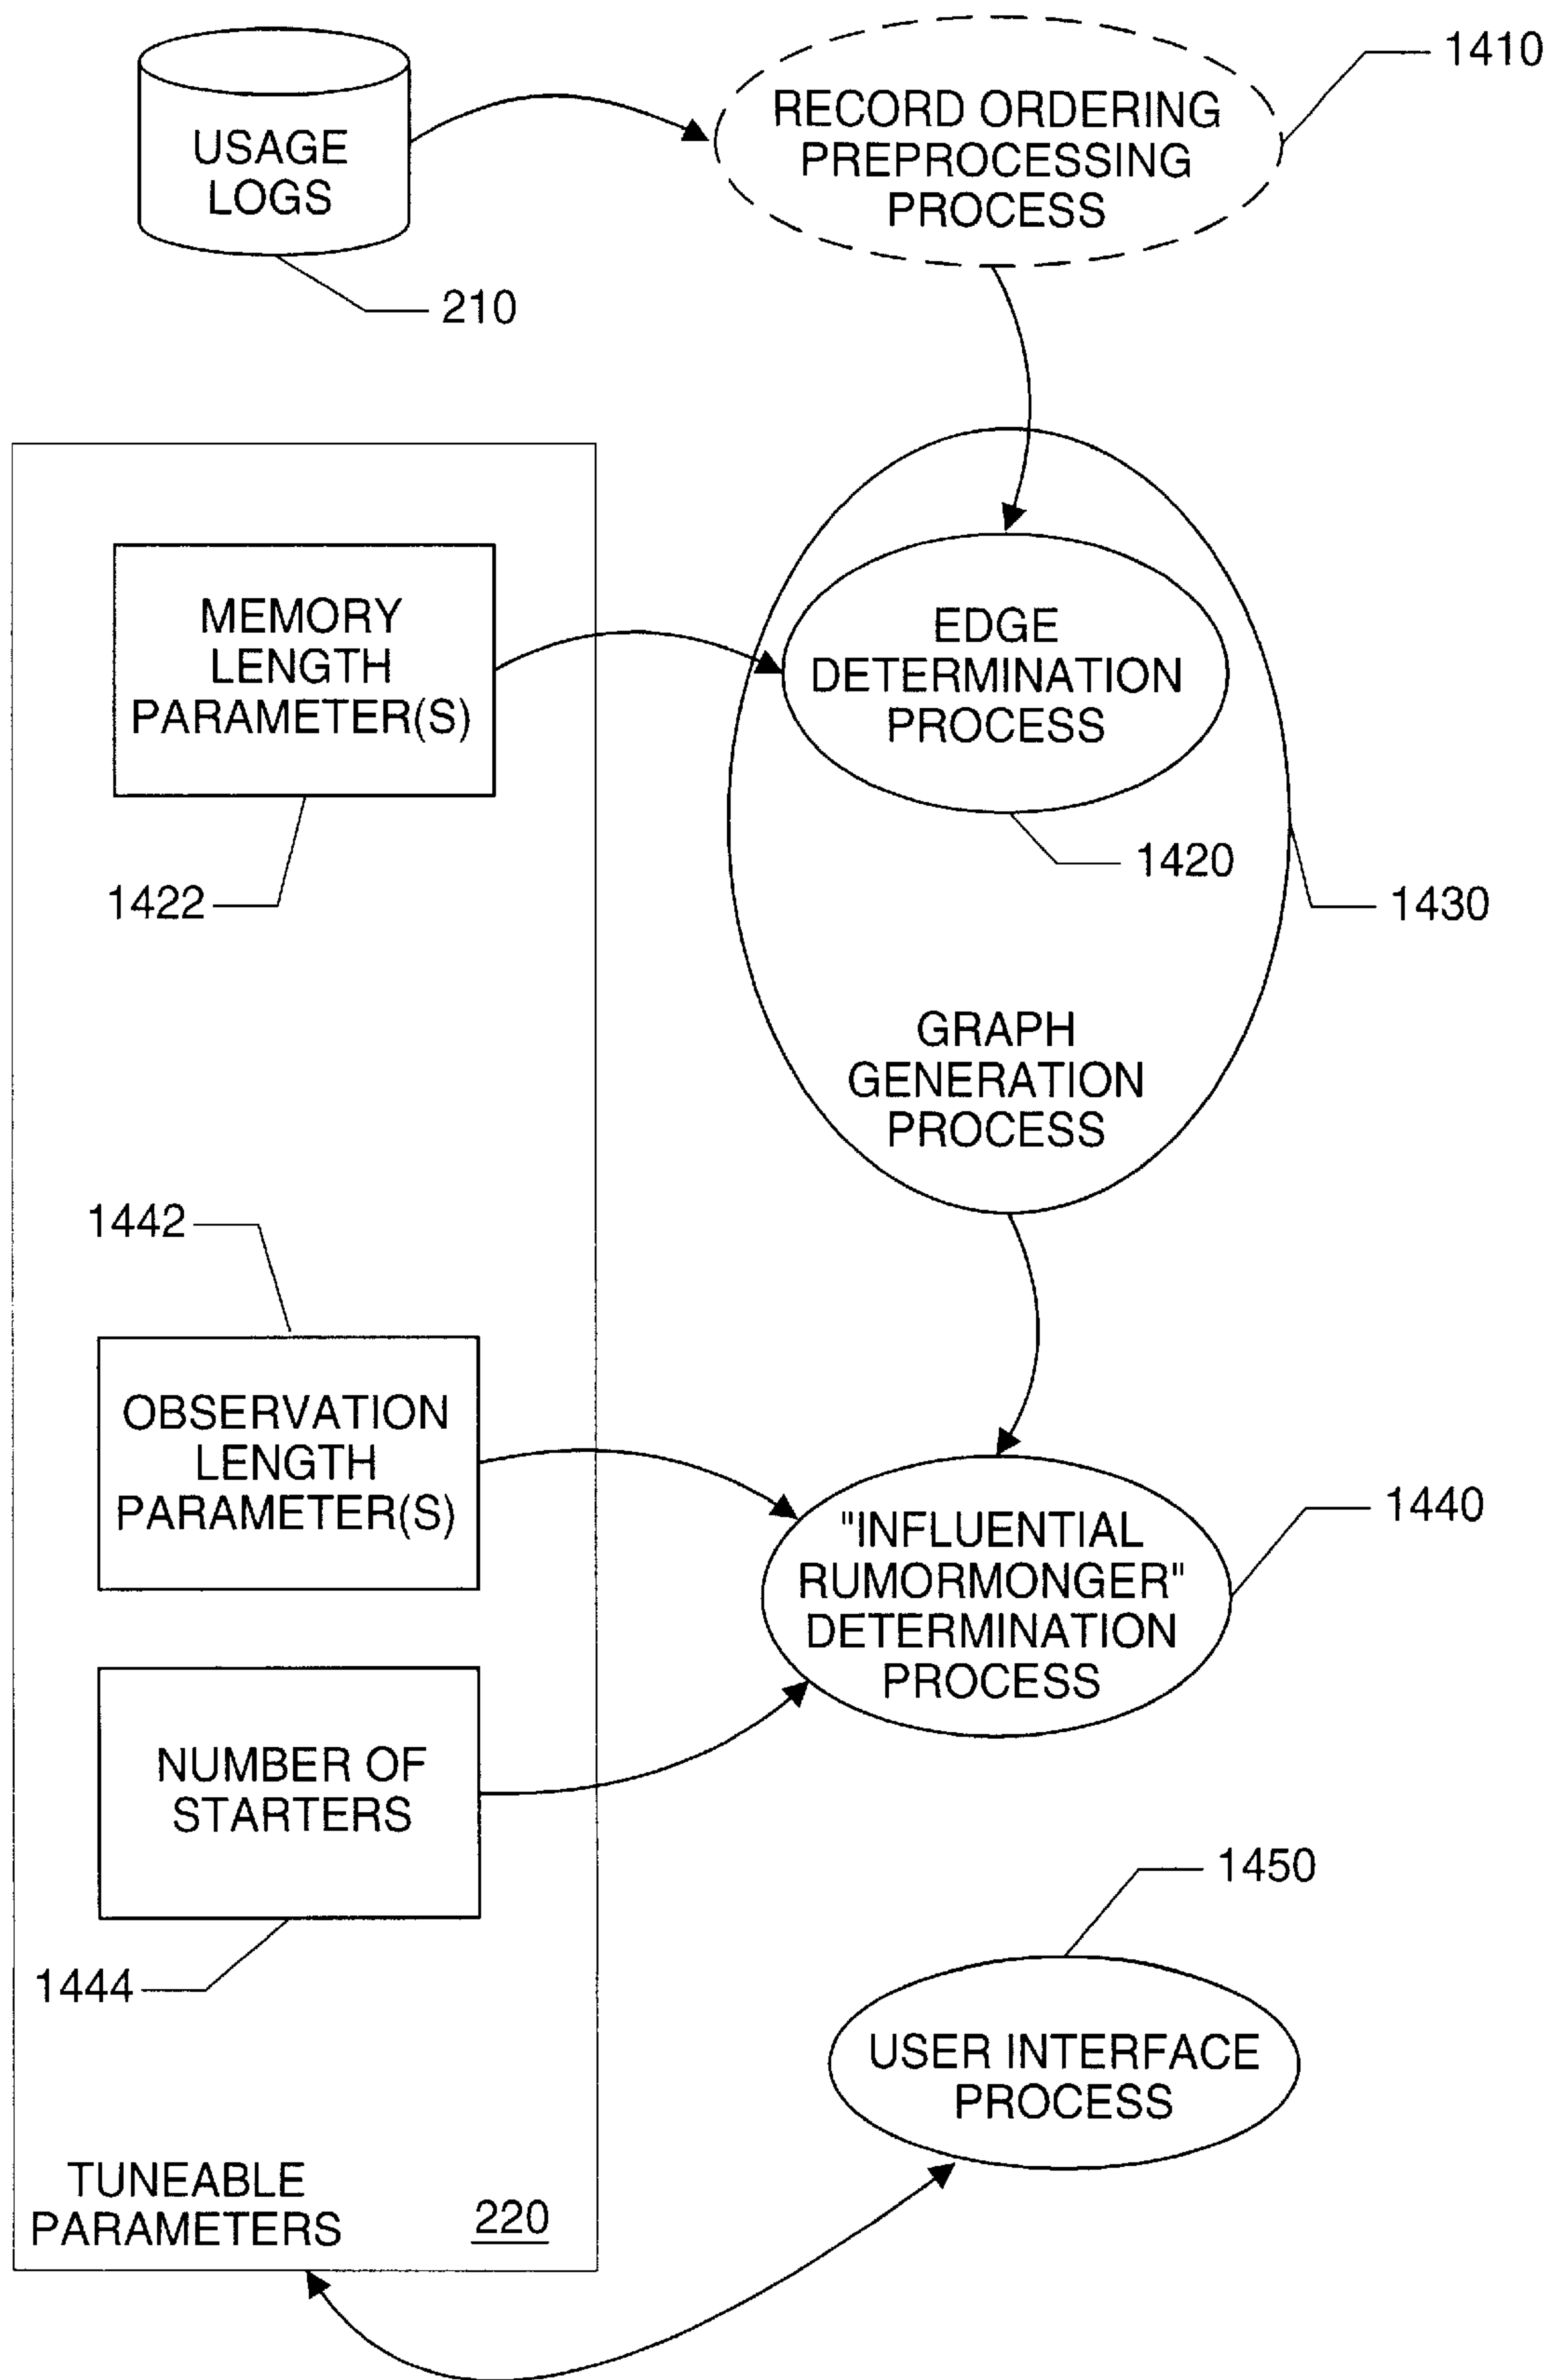 USAGE
LOGS
210
RECORD ORDERING
PREPROCESSING
PROCESS
1410
MEMORY
LENGTH
PARAMETER(S)
1422
EDGE
DETERMINATION
PROCESS
1420
1430
GRAPH
GENERATION
PROCESS
1442
OBSERVATION
LENGTH
PARAMETER(S)
"INFLUENTIAL
RUMORMONGER"
DETERMINATION
PROCESS
1440
NUMBER OF
STARTERS
1444
1450
USER INTERFACE
PROCESS
TUNEABLE
PARAMETERS
220